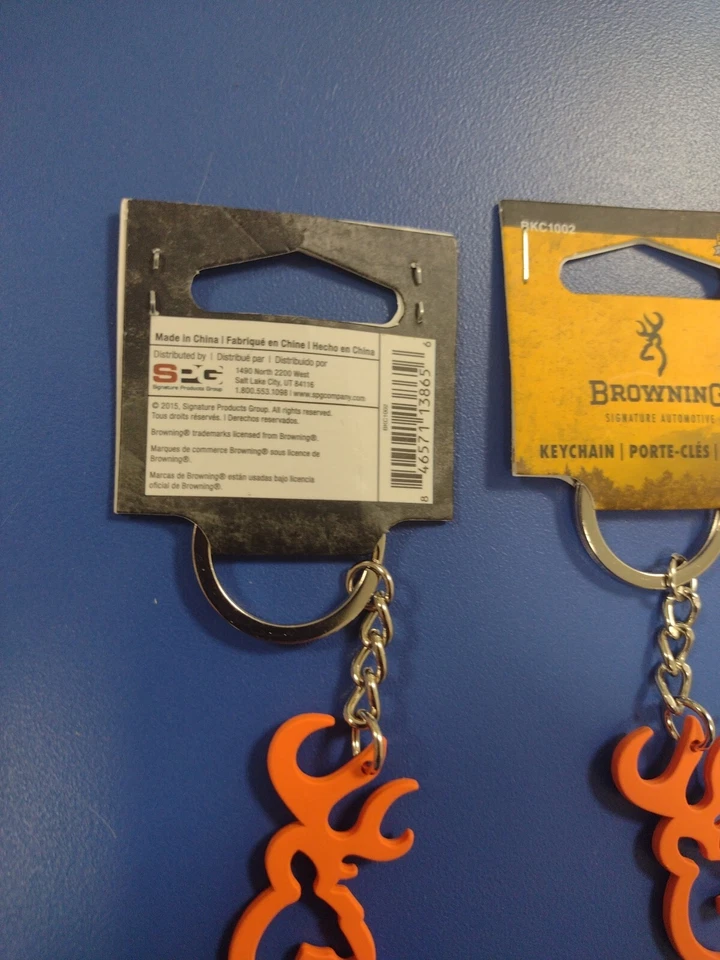 Made in China | Fabriqué en Chine | Hecho en China
Distributed by | Distribué par | Distribuido por
SPG
Signature Products Group
1490 North 2200 West
Salt Lake City, UT 84116
1.800.553.1098 | www.spgcompany.com
© 2015, Signature Products Group. All rights reserved.
Tous droits réservés. | Derechos reservados.
Browning® trademarks licensed from Browning®.
Marques de commerce Browning® sous licence de
Browning®.
Marcas de Browning® están usadas bajo licencia
oficial de Browning®.
BKC1002
8 46571 13865 6
BKC1002
BROWNING
SIGNATURE AUTOMOTIVE
KEYCHAIN | PORTE-CLÉS |